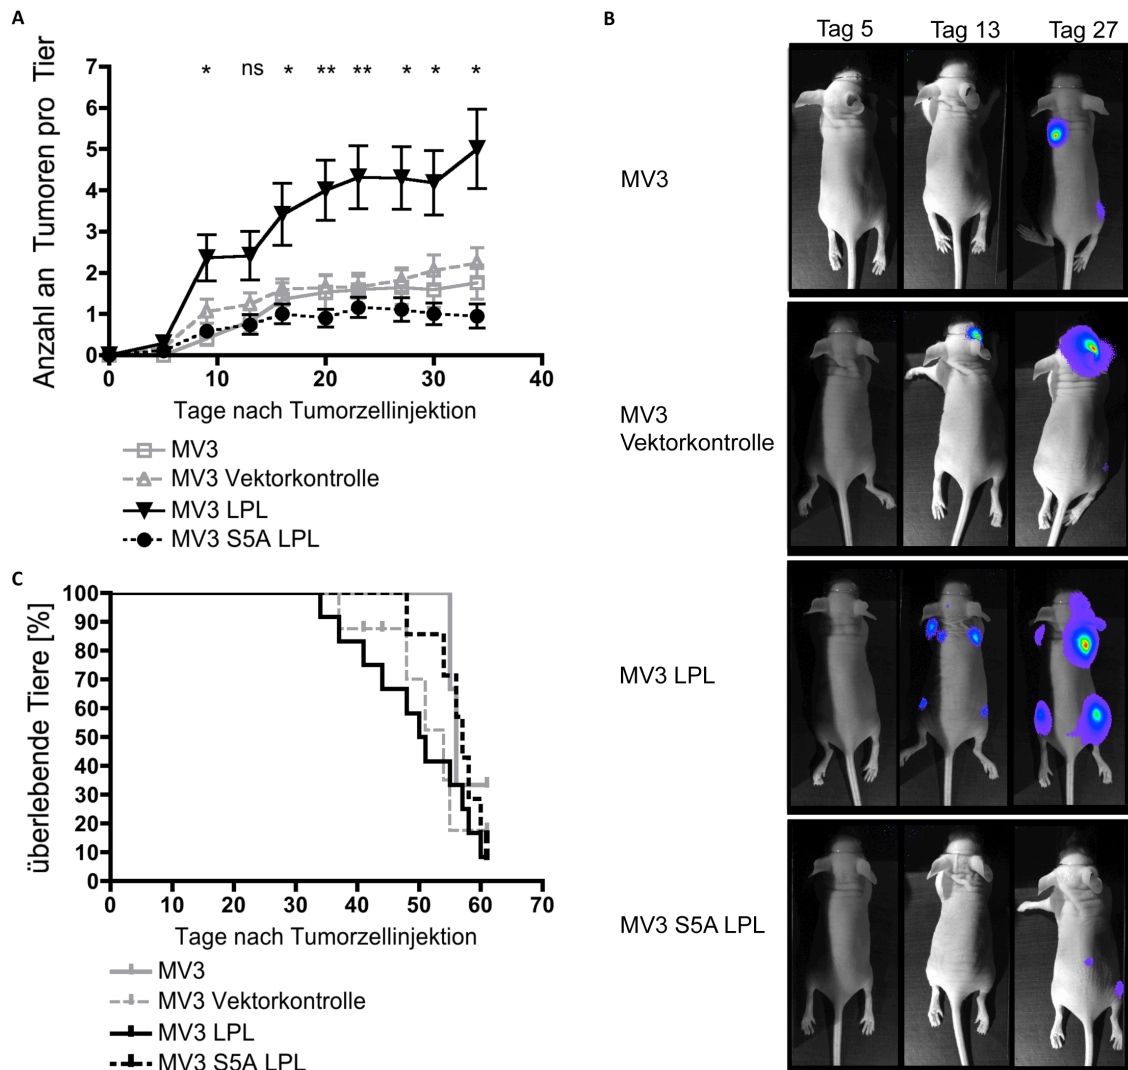 A
Anzahl an Tumoren pro Tier
7
6
5
4
3
2
1
0
* ns * ** ** * * *
0 10 20 30 40
Tage nach Tumorzellinjektion
MV3
MV3 Vektorkontrolle
MV3 LPL
MV3 S5A LPL
B
Tag 5 Tag 13 Tag 27
MV3
MV3
Vektorkontrolle
MV3 LPL
MV3 S5A LPL
C
überlebende Tiere [%]
100
90
80
70
60
50
40
30
20
10
0
0 10 20 30 40 50 60 70
Tage nach Tumorzellinjektion
MV3
MV3 Vektorkontrolle
MV3 LPL
MV3 S5A LPL